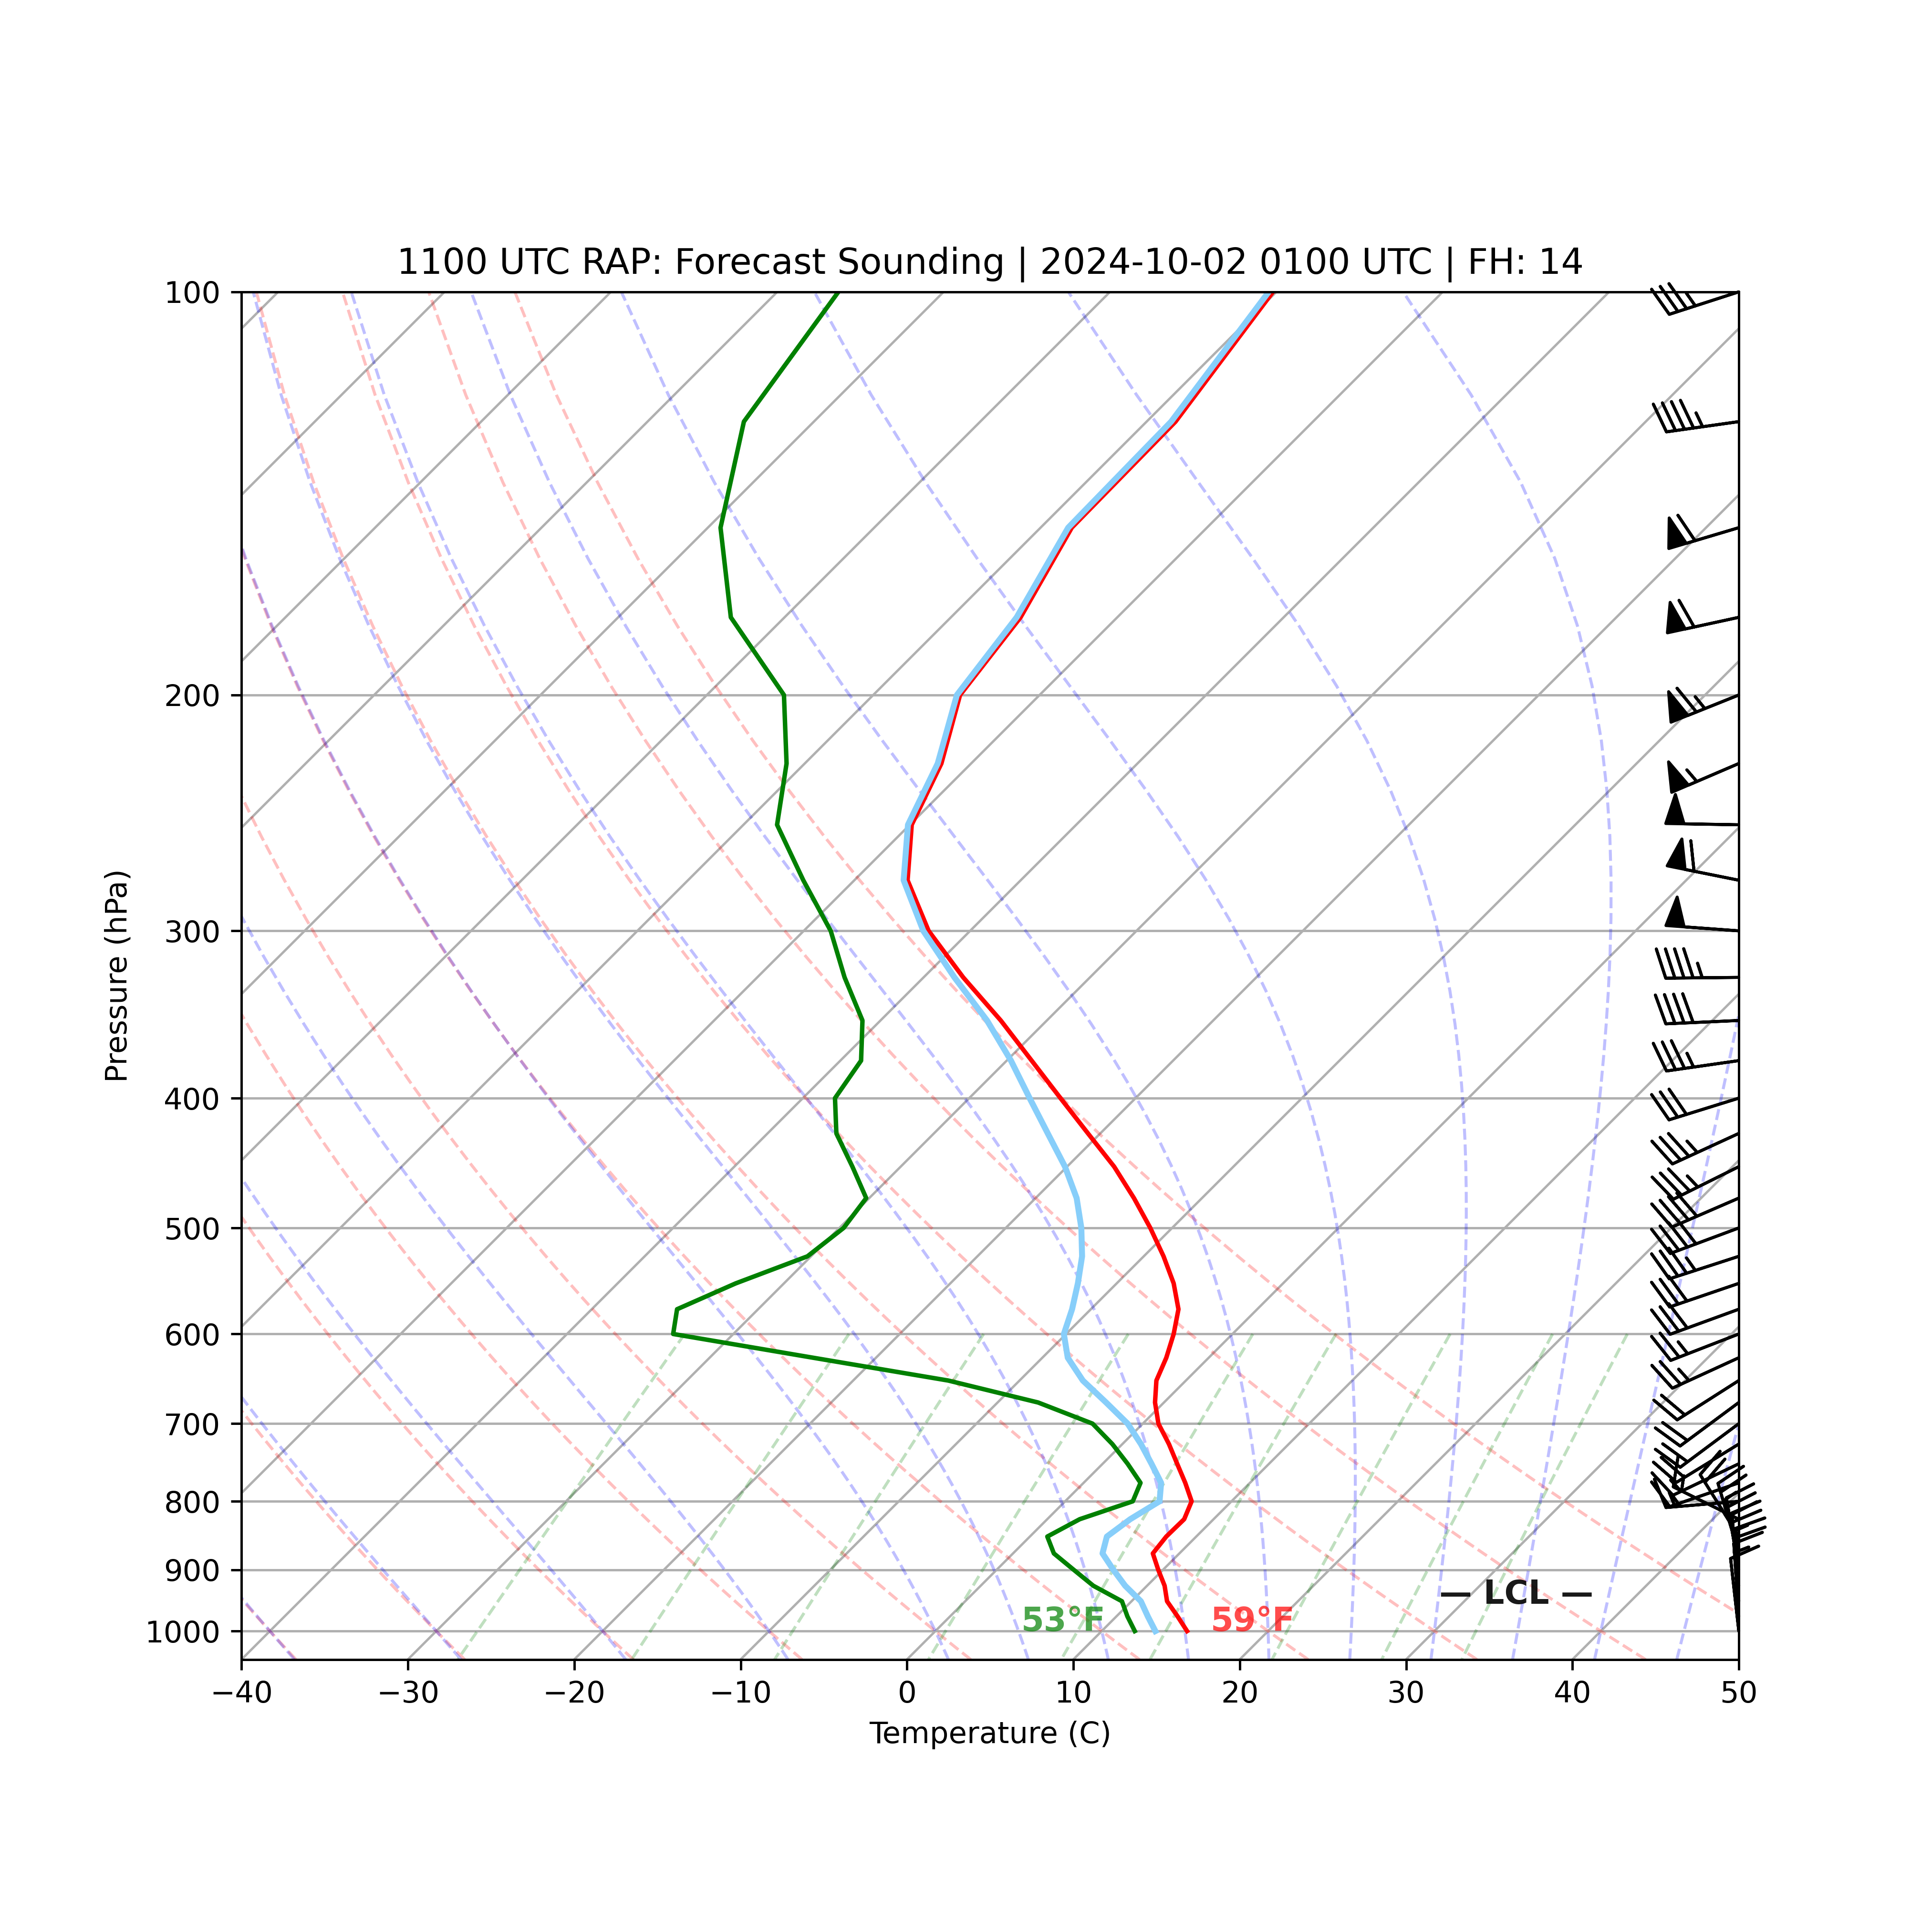 1100 UTC RAP: Forecast Sounding | 2024-10-02 0100 UTC | FH: 14
100
200
300
400
500
600
700
800
900
1000
Pressure (hPa)
— LCL —
53°F 59°F
−40 −30 −20 −10 0 10 20 30 40 50
Temperature (C)